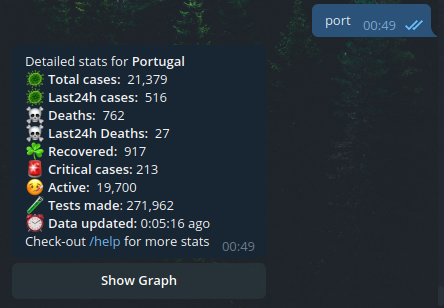 port 00:49
Detailed stats for Portugal
Total cases: 21,379
Last24h cases: 516
Deaths: 762
Last24h Deaths: 27
Recovered: 917
Critical cases: 213
Active: 19,700
Tests made: 271,962
Data updated: 0:05:16 ago
Check-out /help for more stats 00:49
Show Graph